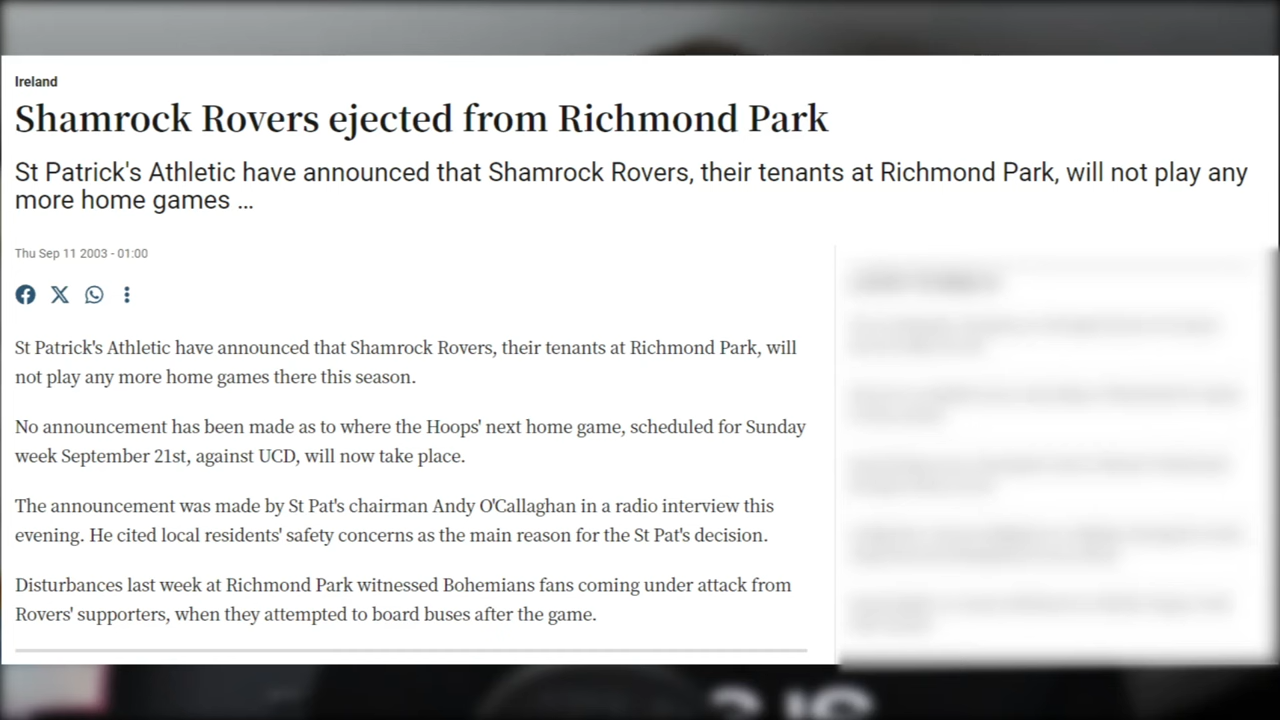 Ireland
Shamrock Rovers ejected from Richmond Park
St Patrick's Athletic have announced that Shamrock Rovers, their tenants at Richmond Park, will not play any
more home games ...
Thu Sep 11 2003 - 01:00
St Patrick's Athletic have announced that Shamrock Rovers, their tenants at Richmond Park, will
not play any more home games there this season.
No announcement has been made as to where the Hoops' next home game, scheduled for Sunday
week September 21st, against UCD, will now take place.
The announcement was made by St Pat's chairman Andy O'Callaghan in a radio interview this
evening. He cited local residents' safety concerns as the main reason for the St Pat's decision.
Disturbances last week at Richmond Park witnessed Bohemians fans coming under attack from
Rovers' supporters, when they attempted to board buses after the game.